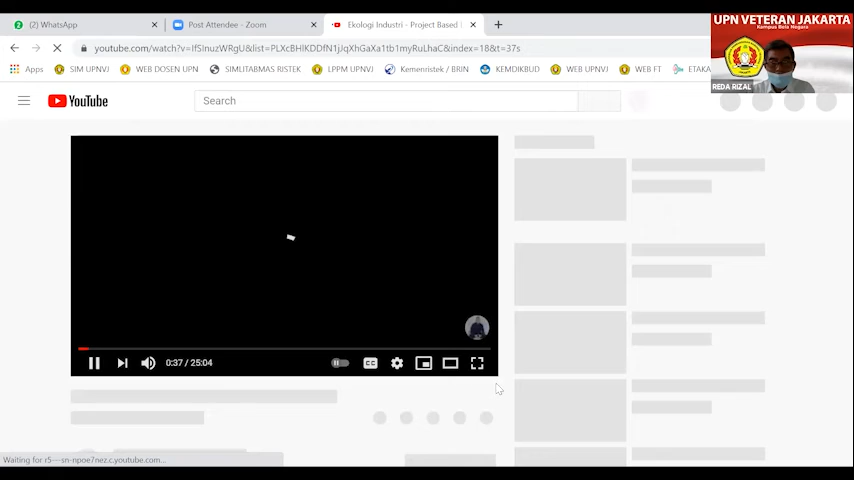 (2) WhatsApp
Post Attendee - Zoom
Ekologi Industri - Project Based
UPN VETERAN JAKARTA
Kampus Bela Negara
youtube.com/watch?v=IfSInuzWRgU&list=PLXcBHlKDDfN1jJqXhGaXa1tb1myRuLhaC&index=18&t=37s
Apps
SIM UPNVJ
WEB DOSEN UPN
SIMLITABMAS RISTEK
LPPM UPNVJ
Kemenristek / BRIN
KEMDIKBUD
WEB UPNVJ
WEB FT
ETAKA
REDA RIZAL
YouTube
Search
0:37 / 25:04
CC
Waiting for r5---sn-npoe7nez.c.youtube.com...